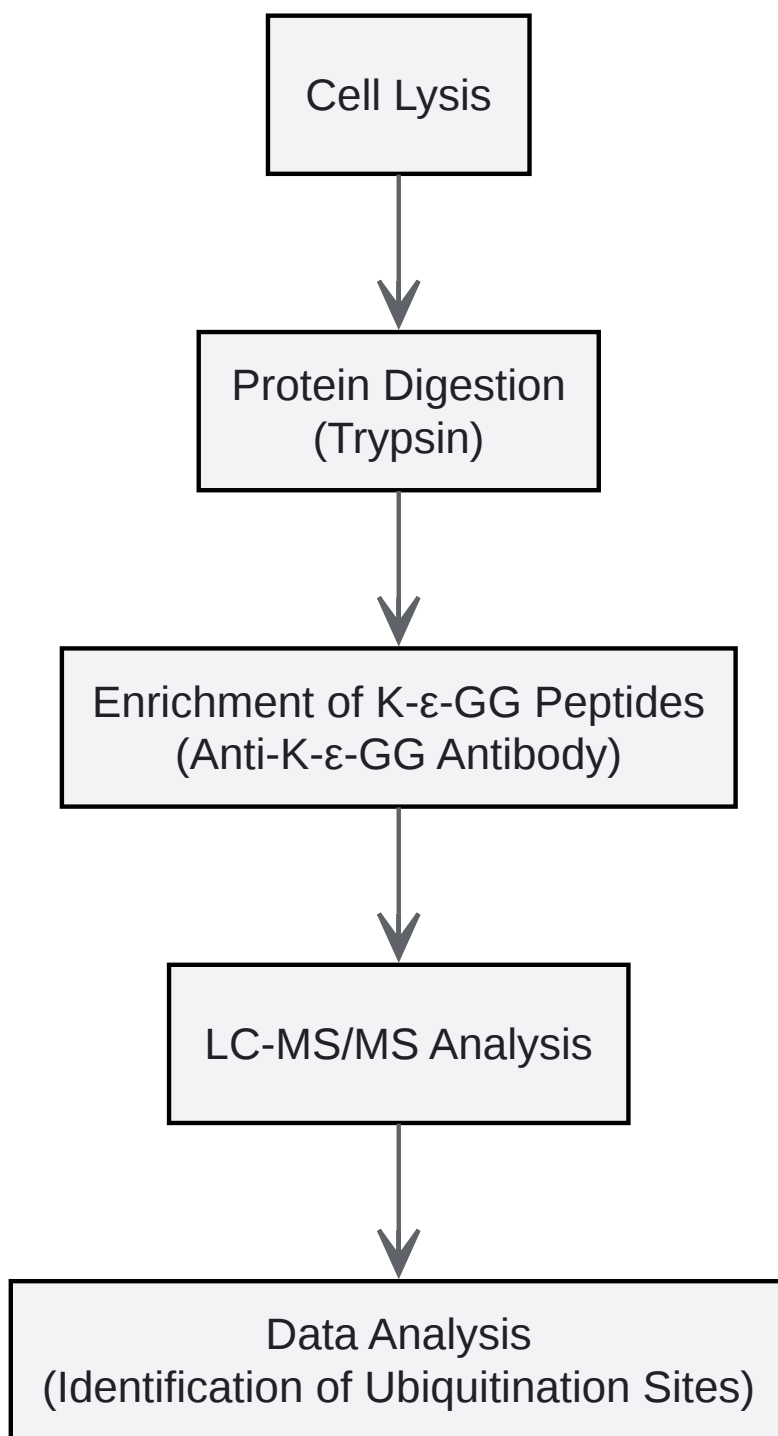 Cell Lysis
Protein Digestion
(Trypsin)
Enrichment of K-ε-GG Peptides
(Anti-K-ε-GG Antibody)
LC-MS/MS Analysis
Data Analysis
(Identification of Ubiquitination Sites)